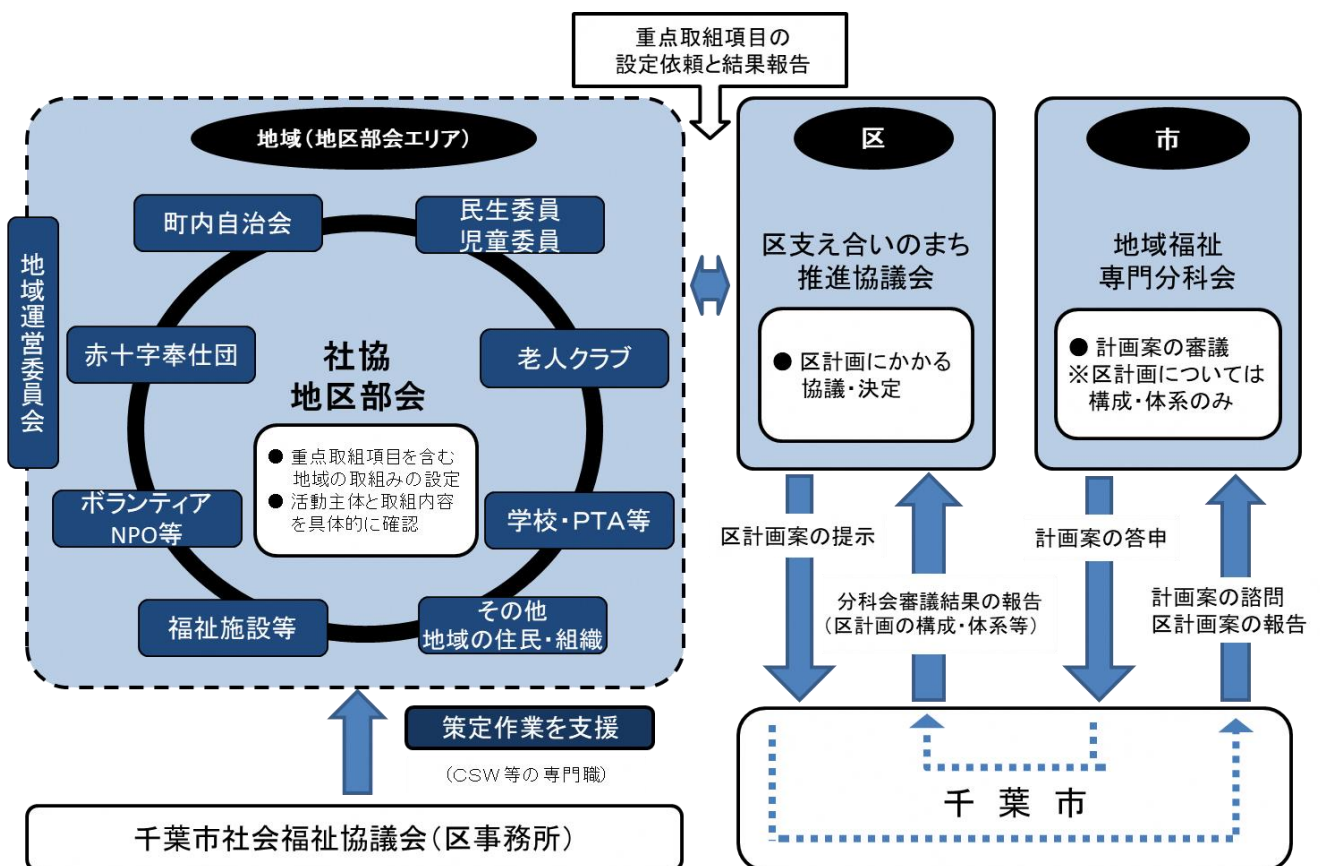 重点取組項目の
設定依頼と結果報告
地域(地区部会エリア)
地域運営委員会
町内自治会
民生委員
児童委員
赤十字奉仕団
老人クラブ
社協
地区部会
● 重点取組項目を含む
地域の取組みの設定
● 活動主体と取組内容
を具体的に確認
ボランティア
NPO等
学校・PTA等
福祉施設等
その他
地域の住民・組織
策定作業を支援
(CSW等の専門職)
千葉市社会福祉協議会(区事務所)
区
区支え合いのまち
推進協議会
● 区計画にかかる
協議・決定
市
地域福祉
専門分科会
● 計画案の審議
※区計画については
構成・体系のみ
区計画案の提示
分科会審議結果の報告
(区計画の構成・体系等)
計画案の答申
計画案の諮問
区計画案の報告
千葉市